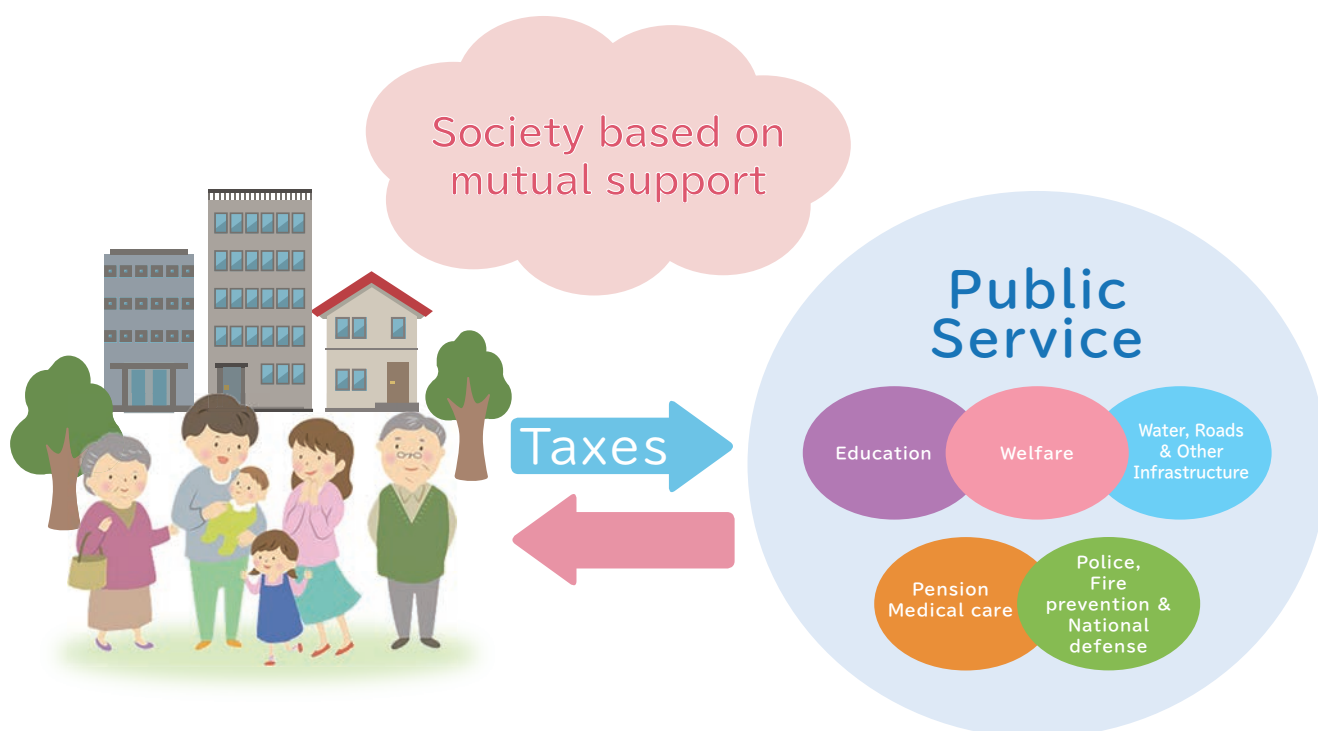 Society based on
mutual support
Public
Service
Taxes
Education
Welfare
Water, Roads
& Other
Infrastructure
Pension
Medical care
Police,
Fire
prevention &
National
defense